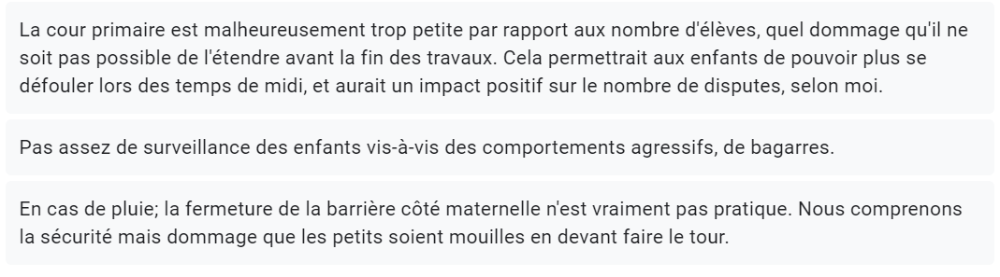 La cour primaire est malheureusement trop petite par rapport aux nombre d'élèves, quel dommage qu'il ne
soit pas possible de l'étendre avant la fin des travaux. Cela permettrait aux enfants de pouvoir plus se
défouler lors des temps de midi, et aurait un impact positif sur le nombre de disputes, selon moi.
Pas assez de surveillance des enfants vis-à-vis des comportements agressifs, de bagarres.
En cas de pluie; la fermeture de la barrière côté maternelle n'est vraiment pas pratique. Nous comprenons
la sécurité mais dommage que les petits soient mouilles en devant faire le tour.